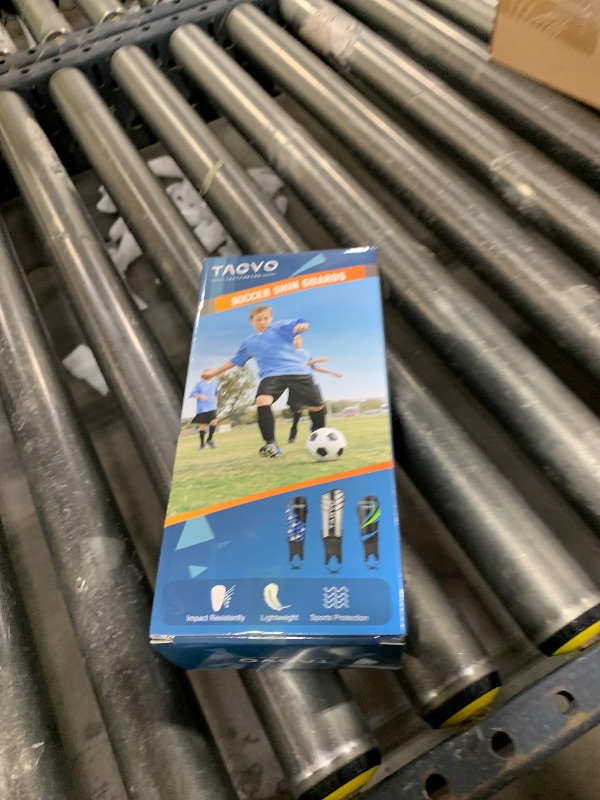 TAGVO
SOCCER SHIN GUARDS
Impact Resistantly Lightweight Sports Protection